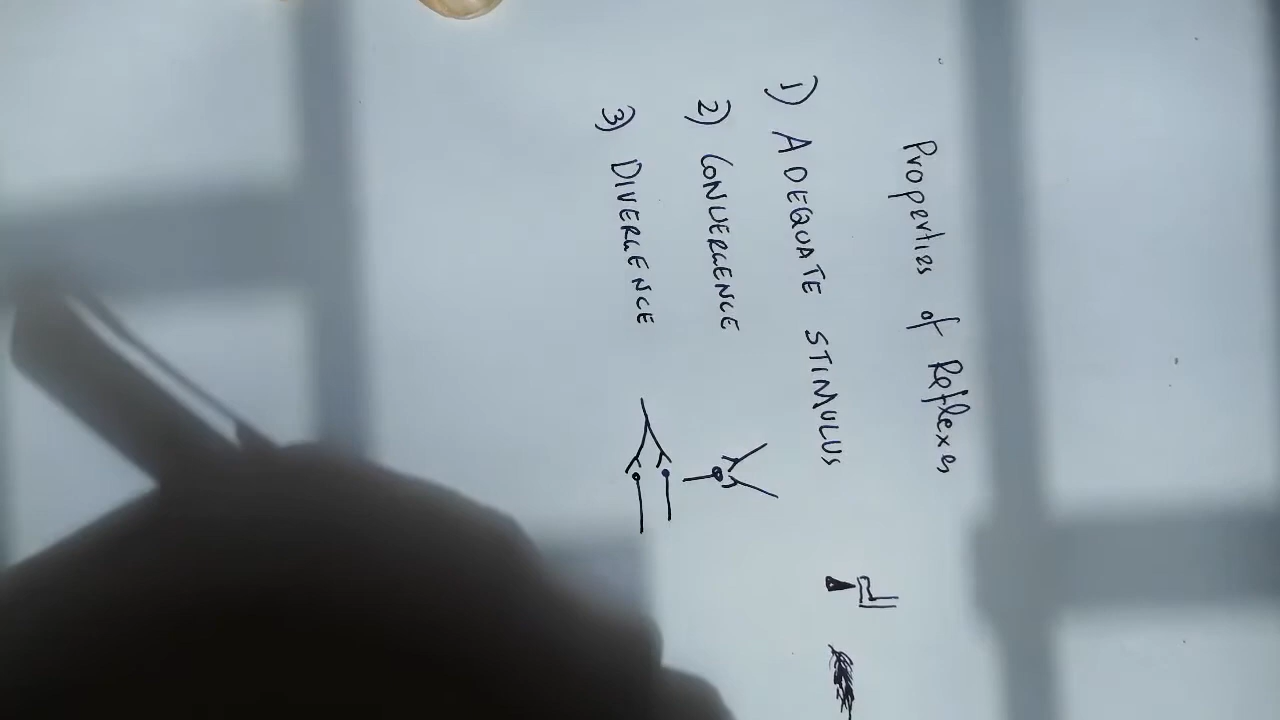 Properties of Reflexes
1) ADEQUATE STIMULUS
2) CONVERGENCE
3) DIVERGENCE